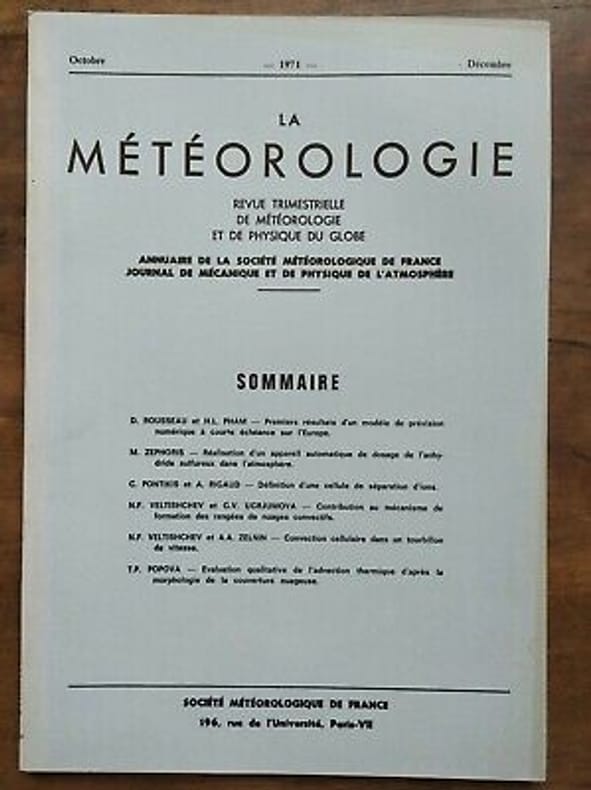 Octobre — 1971 — Décembre
LA
MÉTÉOROLOGIE
REVUE TRIMESTRIELLE
DE MÉTÉOROLOGIE
ET DE PHYSIQUE DU GLOBE
ANNUAIRE DE LA SOCIÉTÉ MÉTÉOROLOGIQUE DE FRANCE
JOURNAL DE MÉCANIQUE ET DE PHYSIQUE DE L'ATMOSPHÈRE
SOMMAIRE
D. ROUSSEAU et H.L. PHAM — Premiers résultats d'un modèle de prévision
numérique à courte échéance sur l'Europe.
M. ZEPHORIS — Réalisation d'un appareil automatique de dosage de l'anhy-
dride sulfureux dans l'atmosphère.
C. PONTIKIS et A. RIGAUD — Définition d'une cellule de séparation d'ions.
N.F. VELTISHCHEV et G.V. UGRJUMOVA — Contribution au mécanisme de
formation des rangées de nuages convectifs.
N.F. VELTISHCHEV et A.A. ZELNIN — Convection cellulaire dans un tourbillon
de vitesse.
T.P. POPOVA — Evaluation qualitative de l'advection thermique d'après la
morphologie de la couverture nuageuse.
SOCIÉTÉ MÉTÉOROLOGIQUE DE FRANCE
196, rue de l'Université, Paris-VII